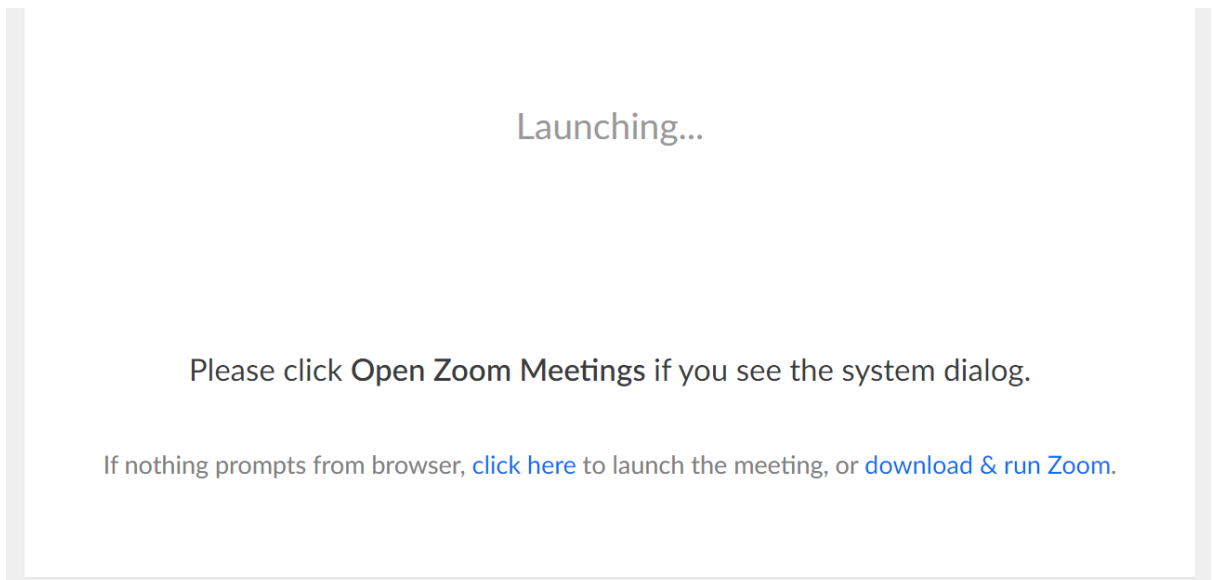 Launching...
Please click Open Zoom Meetings if you see the system dialog.
If nothing prompts from browser, click here to launch the meeting, or download & run Zoom.